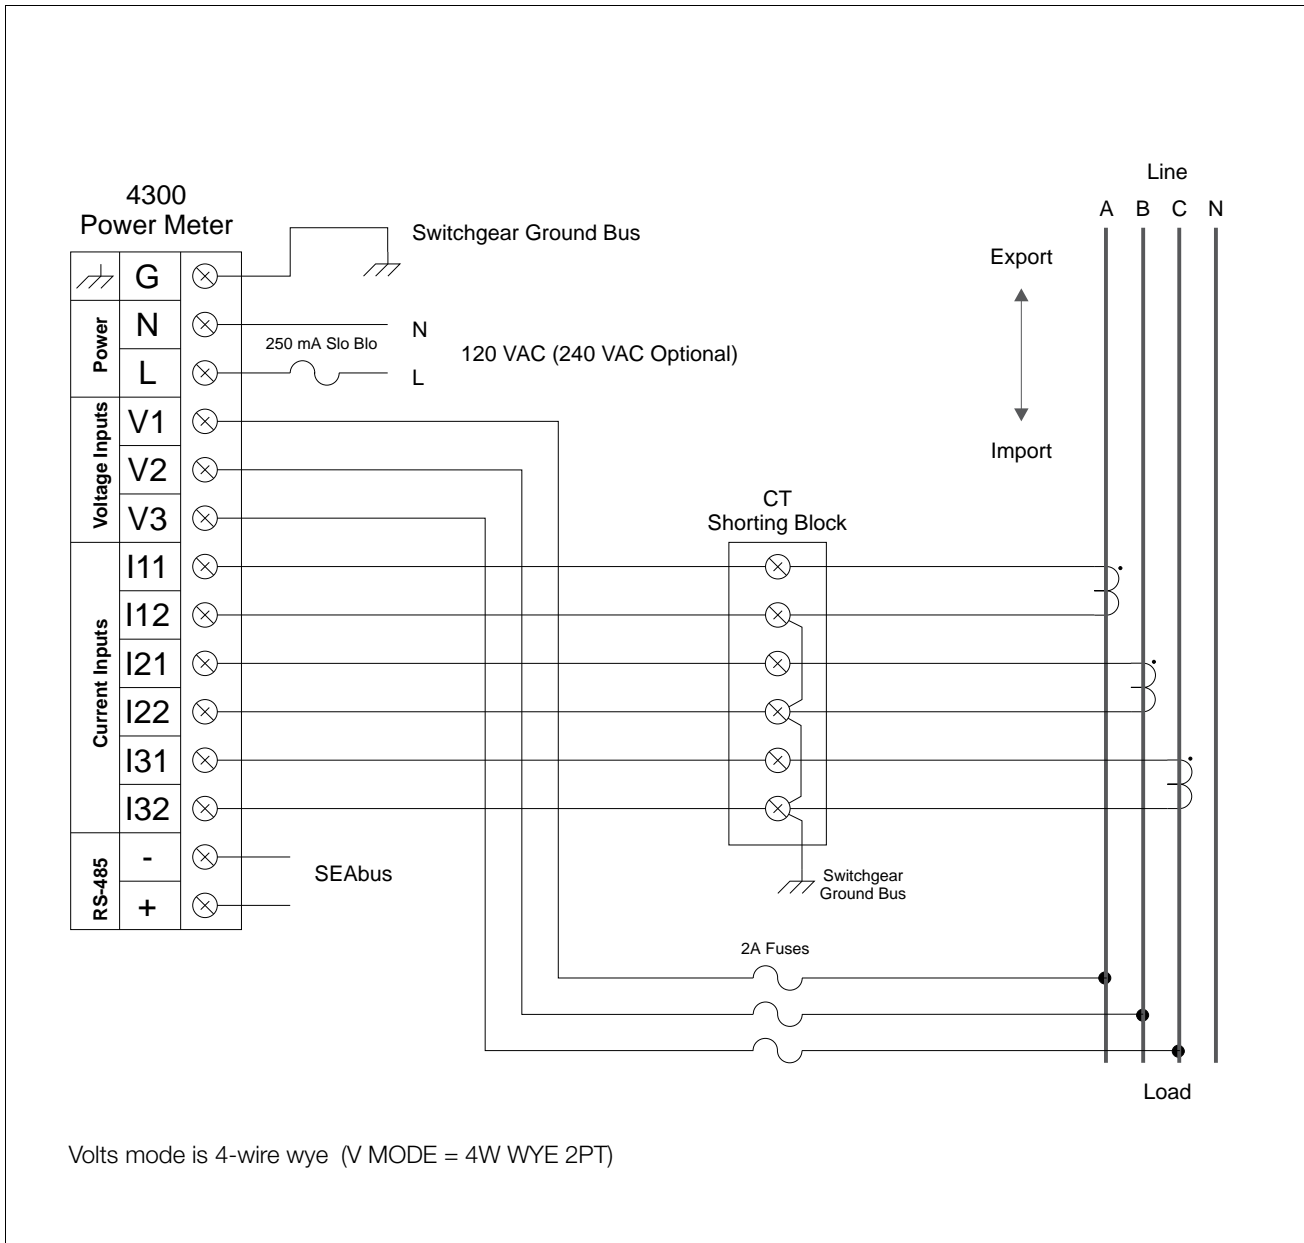 Line
A B C N
4300
Power Meter
Switchgear Ground Bus
Export
G
Power
N
N
250 mA Slo Blo
120 VAC (240 VAC Optional)
L
L
Voltage Inputs
V1
V2
V3
Import
CT
Shorting Block
Current Inputs
I11
I12
I21
I22
I31
I32
RS-485
-
+
SEAbus
Switchgear
Ground Bus
2A Fuses
Load
Volts mode is 4-wire wye (V MODE = 4W WYE 2PT)